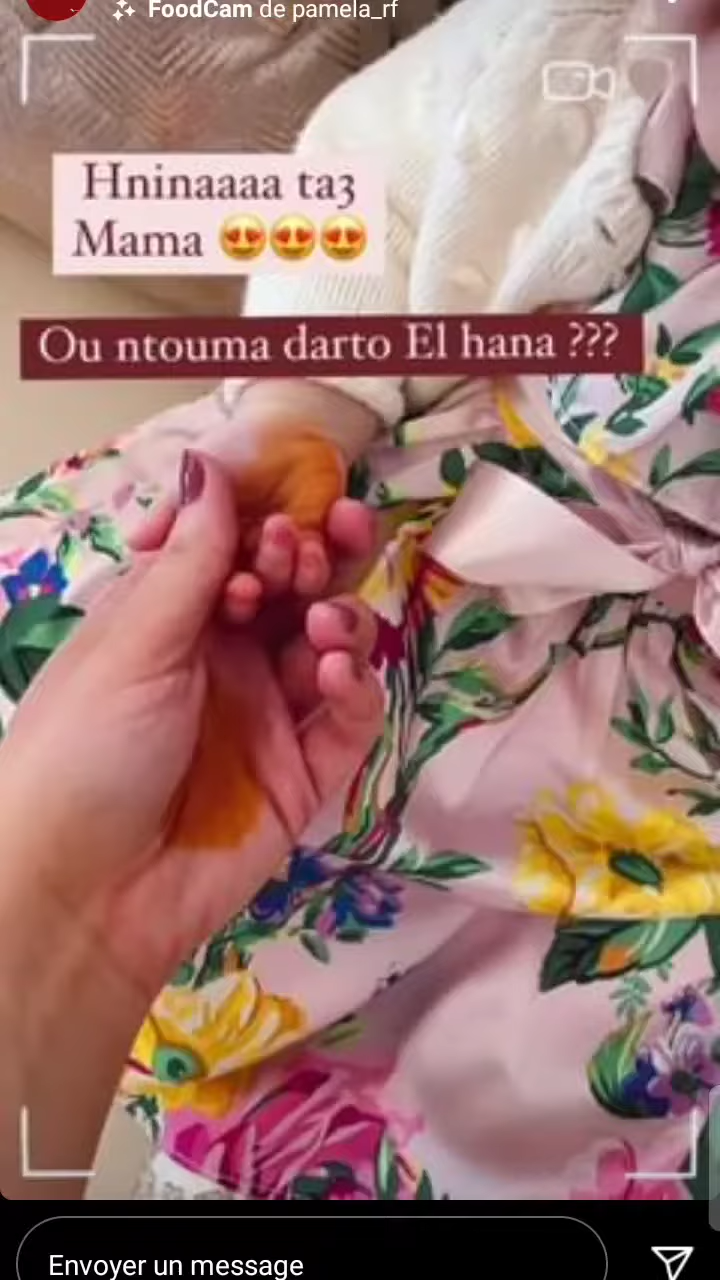 FoodCam de pamela_rf
Hninaaaa ta3
Mama 😍😍😍
Ou ntouma darto El hana ???
Envoyer un message